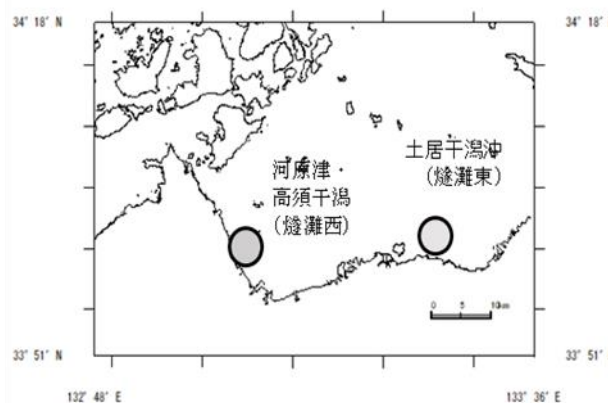 34° 18′ N
34° 18′ N
河原津・
高須干潟
(燧灘西)
土居干潟沖
(燧灘東)
0 5 10km
33° 51′ N
33° 51′ N
132° 48′ E
133° 36′ E